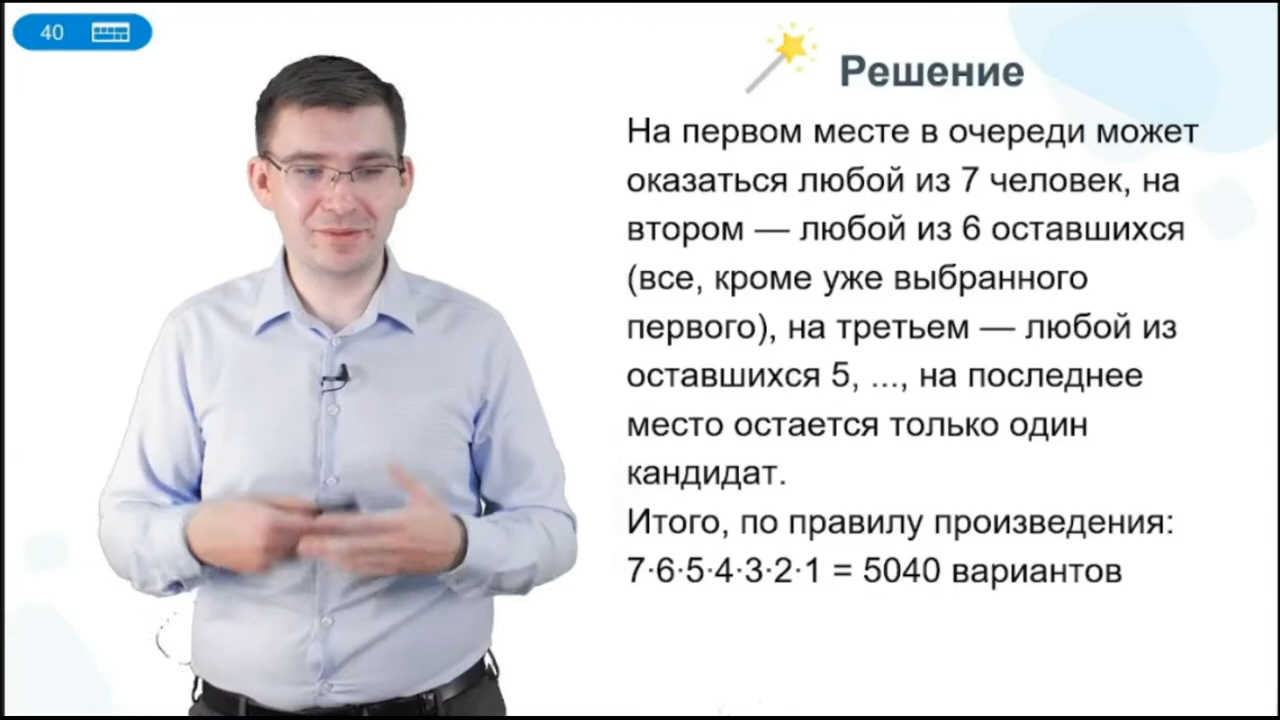 40
Решение
На первом месте в очереди может
оказаться любой из 7 человек, на
втором — любой из 6 оставшихся
(все, кроме уже выбранного
первого), на третьем — любой из
оставшихся 5, ..., на последнее
место остается только один
кандидат.
Итого, по правилу произведения:
7·6·5·4·3·2·1 = 5040 вариантов